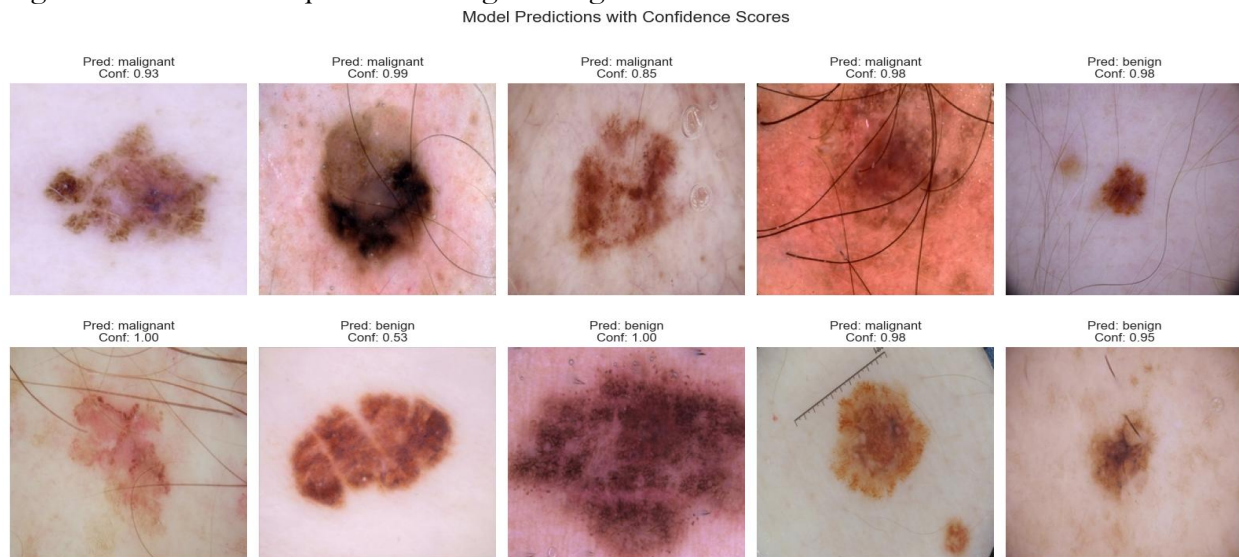 Model Predictions with Confidence Scores
Pred: malignant
Conf: 0.93
Pred: malignant
Conf: 0.99
Pred: malignant
Conf: 0.85
Pred: malignant
Conf: 0.98
Pred: benign
Conf: 0.98
Pred: malignant
Conf: 1.00
Pred: benign
Conf: 0.53
Pred: benign
Conf: 1.00
Pred: malignant
Conf: 0.98
Pred: benign
Conf: 0.95